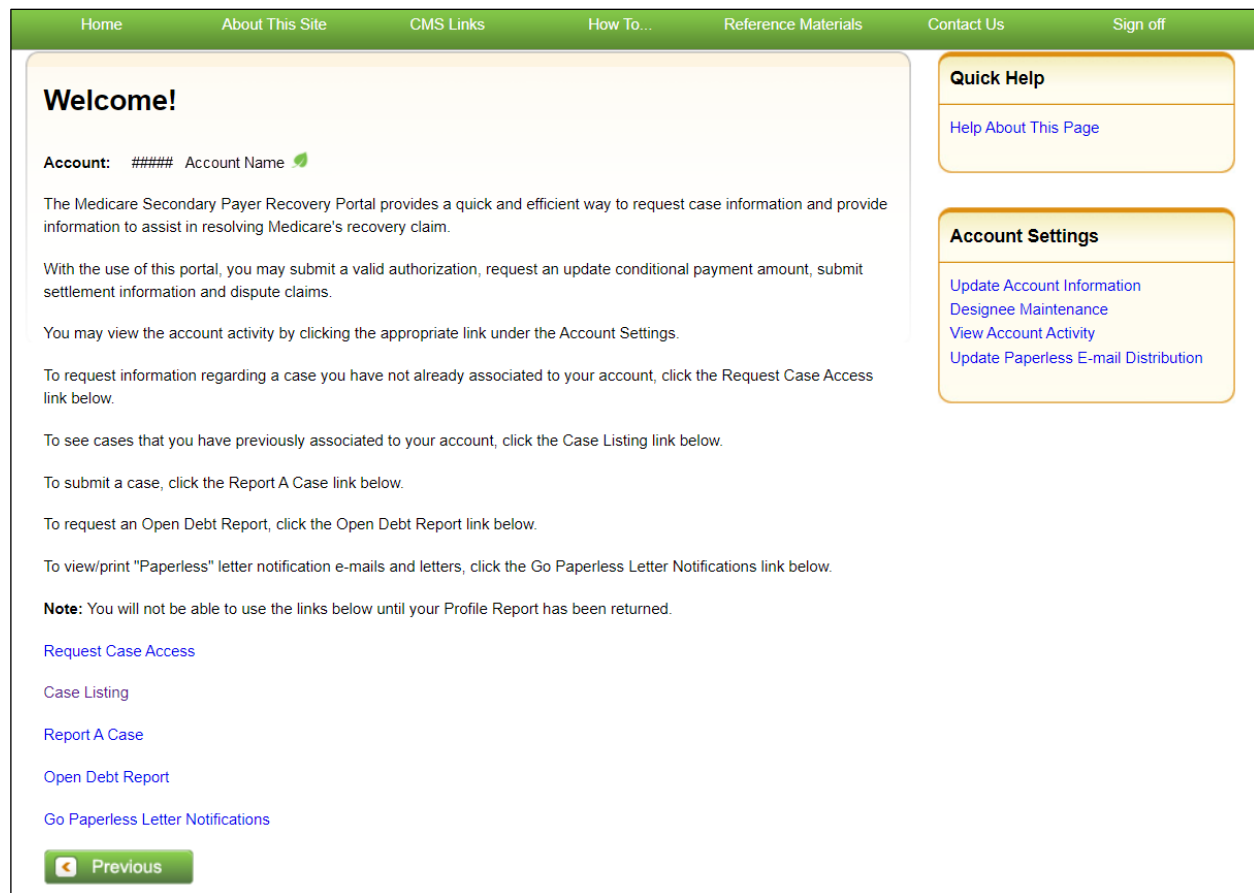 Home About This Site CMS Links How To... Reference Materials Contact Us Sign off
Welcome!
Account: ##### Account Name
The Medicare Secondary Payer Recovery Portal provides a quick and efficient way to request case information and provide
information to assist in resolving Medicare's recovery claim.
With the use of this portal, you may submit a valid authorization, request an update conditional payment amount, submit
settlement information and dispute claims.
You may view the account activity by clicking the appropriate link under the Account Settings.
To request information regarding a case you have not already associated to your account, click the Request Case Access
link below.
To see cases that you have previously associated to your account, click the Case Listing link below.
To submit a case, click the Report A Case link below.
To request an Open Debt Report, click the Open Debt Report link below.
To view/print "Paperless" letter notification e-mails and letters, click the Go Paperless Letter Notifications link below.
Note: You will not be able to use the links below until your Profile Report has been returned.
Request Case Access
Case Listing
Report A Case
Open Debt Report
Go Paperless Letter Notifications
Previous
Quick Help
Help About This Page
Account Settings
Update Account Information
Designee Maintenance
View Account Activity
Update Paperless E-mail Distribution